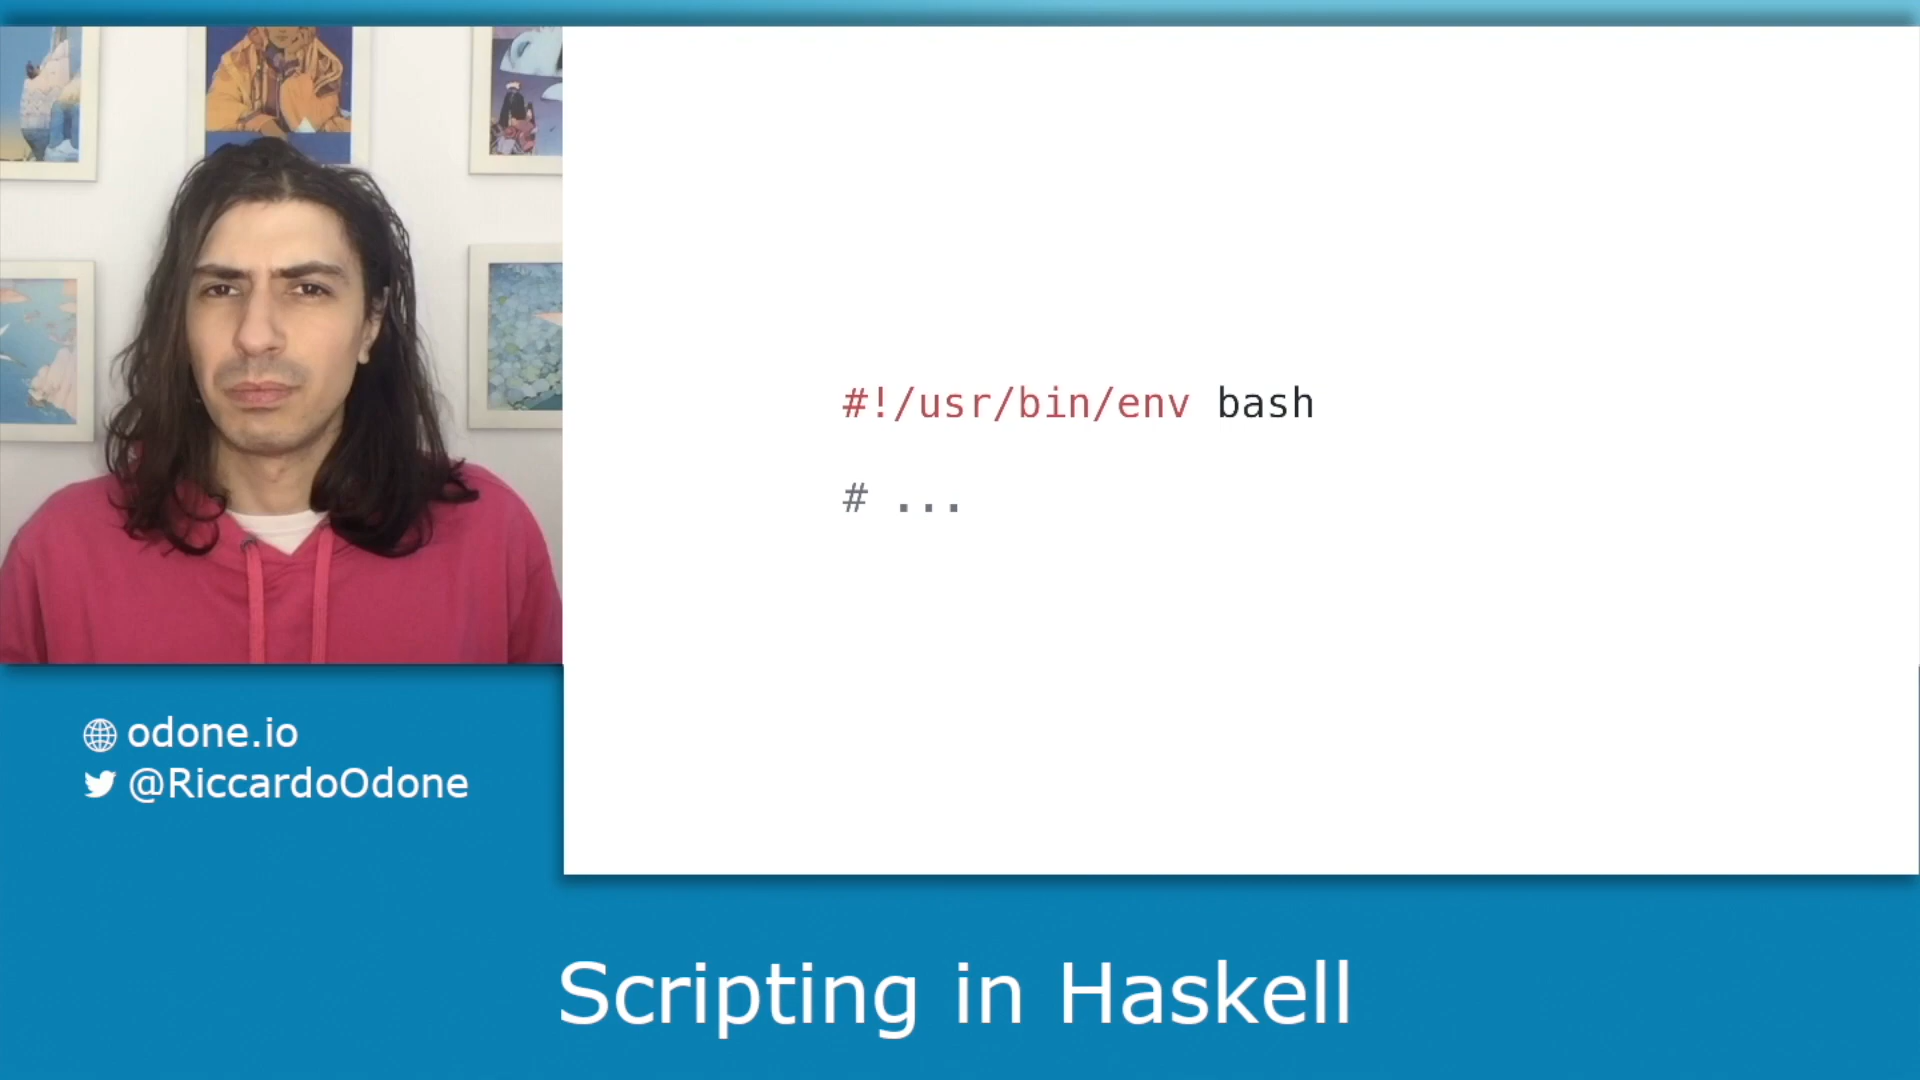 #!/usr/bin/env bash
# ...
odone.io
@RiccardoOdone
Scripting in Haskell